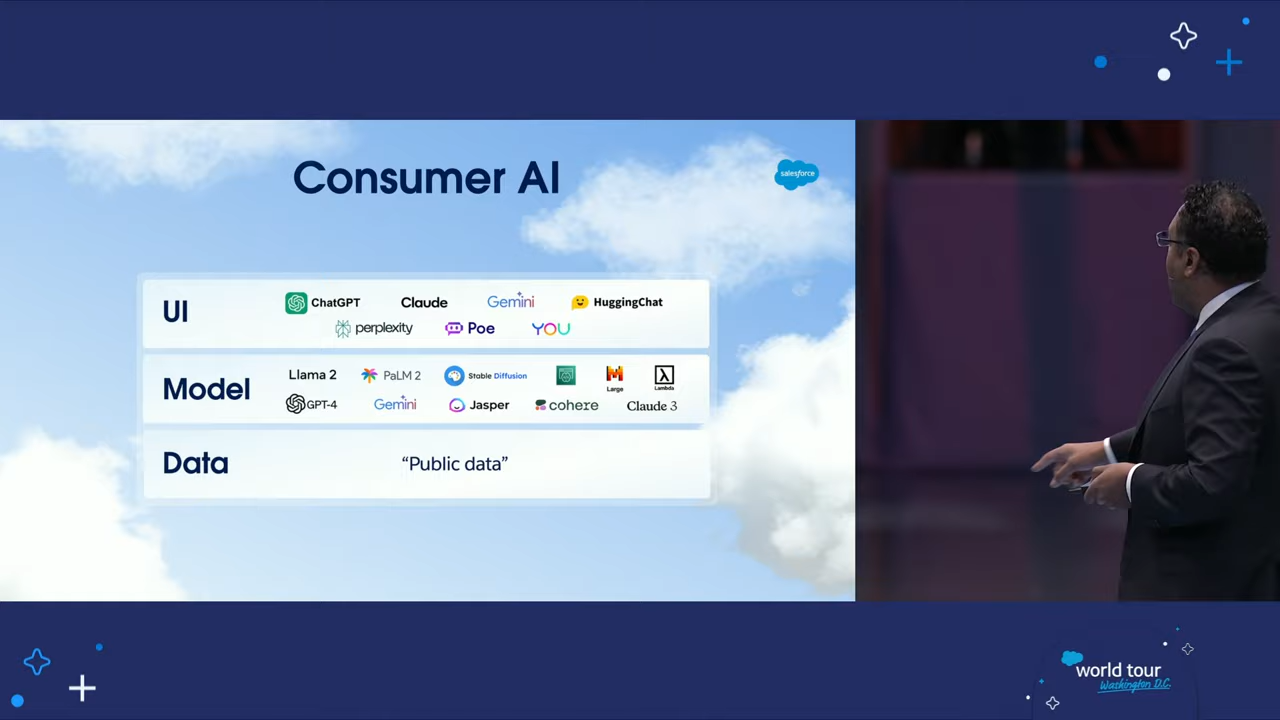 Consumer AI
salesforce
UI
ChatGPT Claude Gemini HuggingChat
perplexity Poe YOU
Model
Llama 2 PaLM 2 Stable Diffusion Large Lambda
GPT-4 Gemini Jasper cohere Claude 3
Data
“Public data”
world tour
Washington D.C.